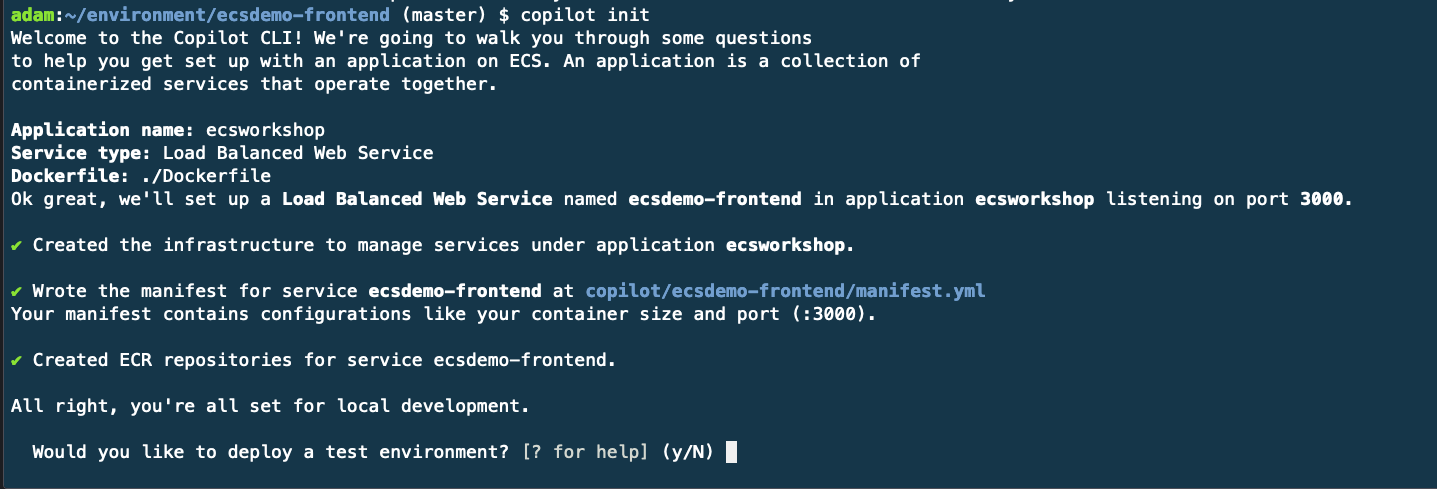 adam:~/environment/ecsdemo-frontend (master) $ copilot init
Welcome to the Copilot CLI! We're going to walk you through some questions
to help you get set up with an application on ECS. An application is a collection of
containerized services that operate together.
Application name: ecsworkshop
Service type: Load Balanced Web Service
Dockerfile: ./Dockerfile
Ok great, we'll set up a Load Balanced Web Service named ecsdemo-frontend in application ecsworkshop listening on port 3000.
✔ Created the infrastructure to manage services under application ecsworkshop.
✔ Wrote the manifest for service ecsdemo-frontend at copilot/ecsdemo-frontend/manifest.yml
Your manifest contains configurations like your container size and port (:3000).
✔ Created ECR repositories for service ecsdemo-frontend.
All right, you're all set for local development.
Would you like to deploy a test environment? [? for help] (y/N)